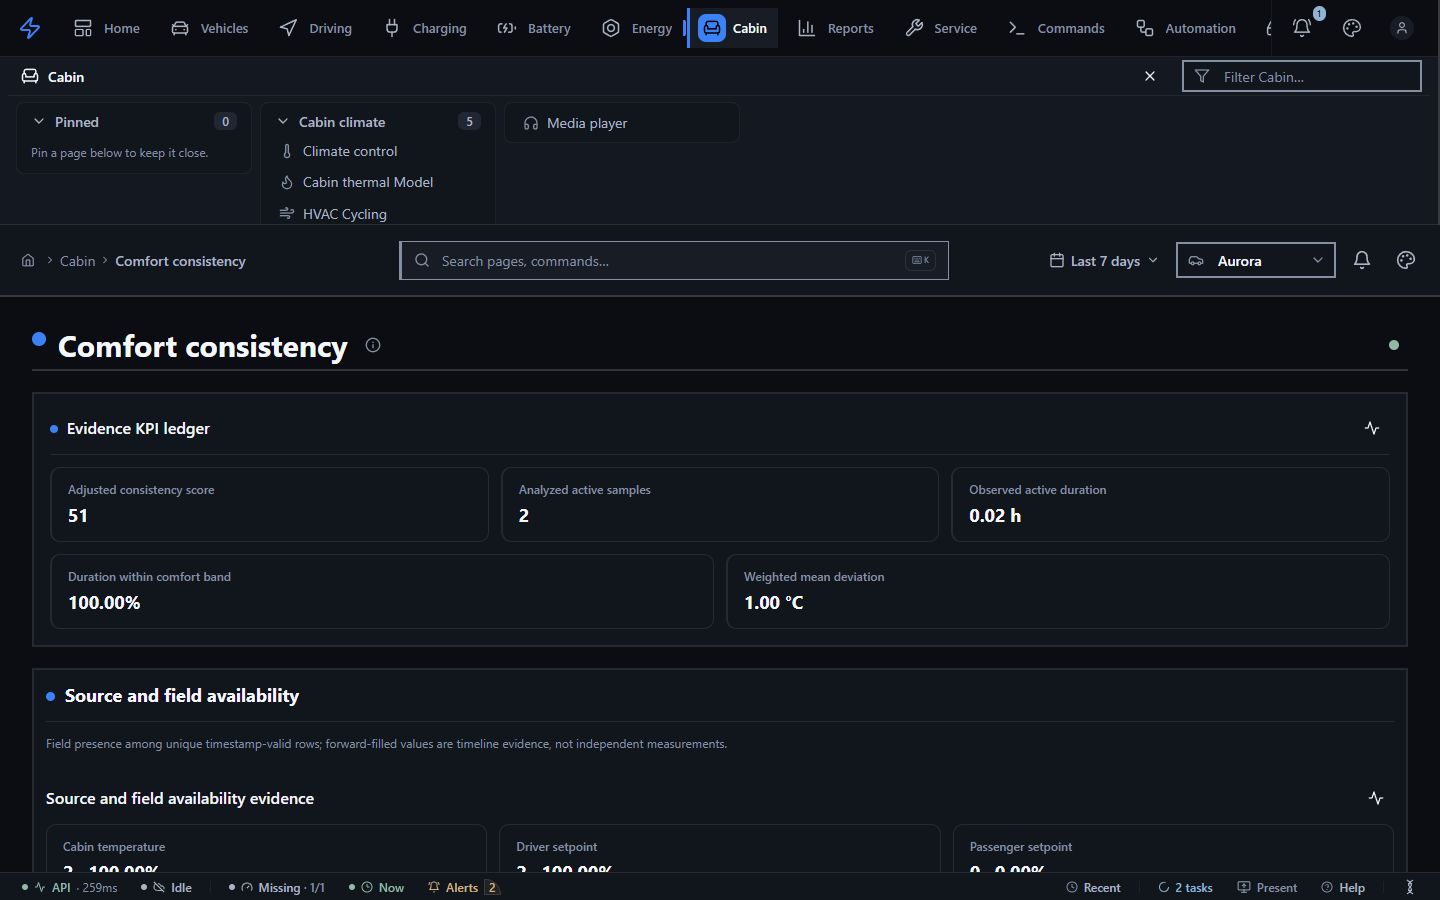 Home Vehicles Driving Charging Battery Energy Cabin Reports Service Commands Automation 1
Cabin Filter Cabin...
Pinned 0 Cabin climate 5 Media player
Pin a page below to keep it close. Climate control
Cabin thermal Model
HVAC Cycling
Cabin Comfort consistency Search pages, commands... K Last 7 days Aurora
Comfort consistency
Evidence KPI ledger
Adjusted consistency score Analyzed active samples Observed active duration
51 2 0.02 h
Duration within comfort band Weighted mean deviation
100.00% 1.00 °C
Source and field availability
Field presence among unique timestamp-valid rows; forward-filled values are timeline evidence, not independent measurements.
Source and field availability evidence
Cabin temperature Driver setpoint Passenger setpoint
API · 259ms Idle Missing · 1/1 Now Alerts 2 Recent 2 tasks Present Help